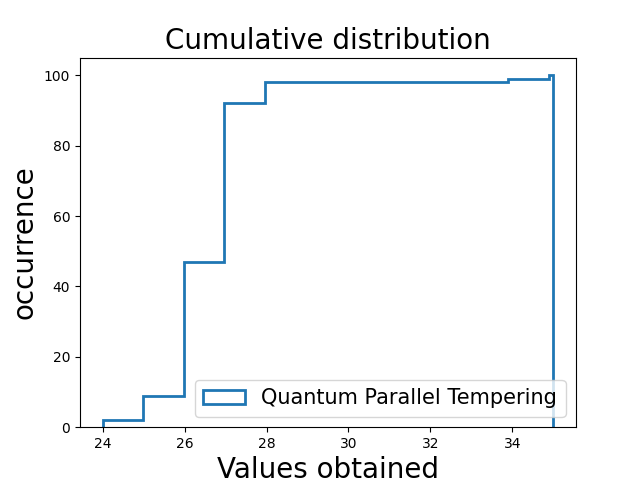 Cumulative distribution
occurrence
100
80
60
40
20
0
Quantum Parallel Tempering
24 26 28 30 32 34
Values obtained